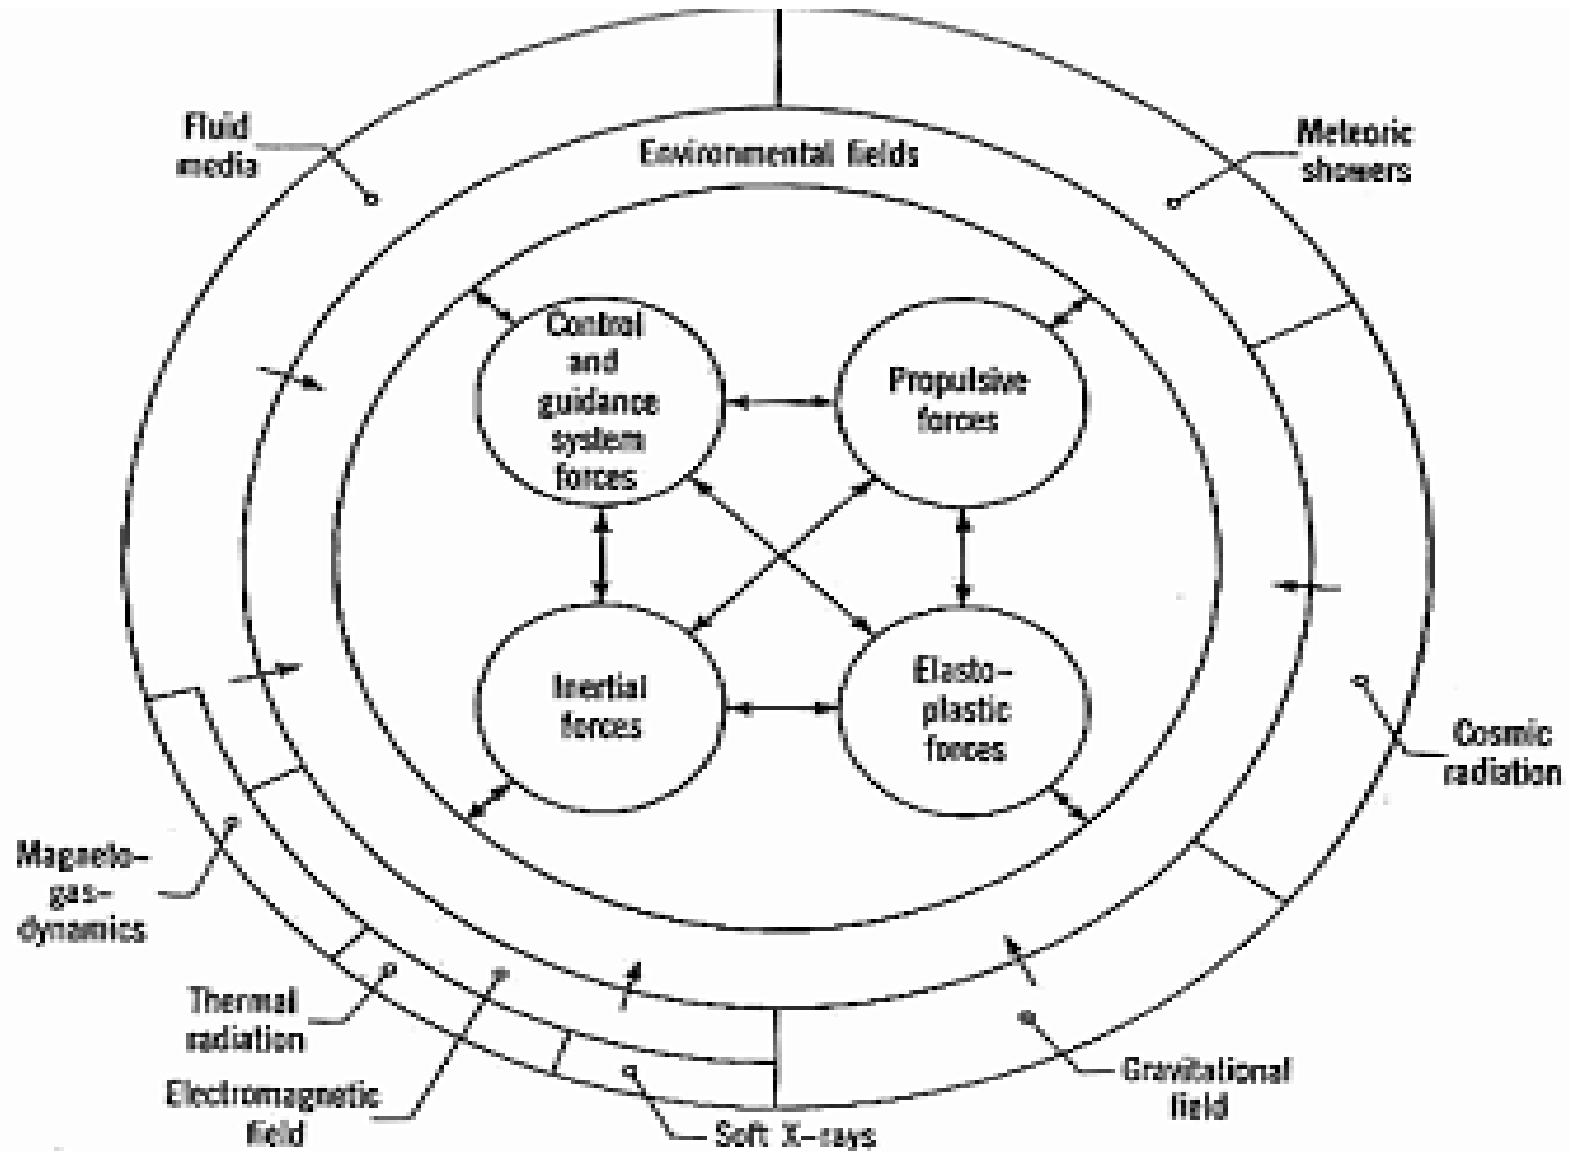 Fluid
media
Environmental fields
Meteoric
showers
Control
and
guidance
system
forces
Propulsive
forces
Inertial
forces
Elasto-
plastic
forces
Cosmic
radiation
Magneto-
gas-
dynamics
Thermal
radiation
Electromagnetic
field
Soft X-rays
Gravitational
field